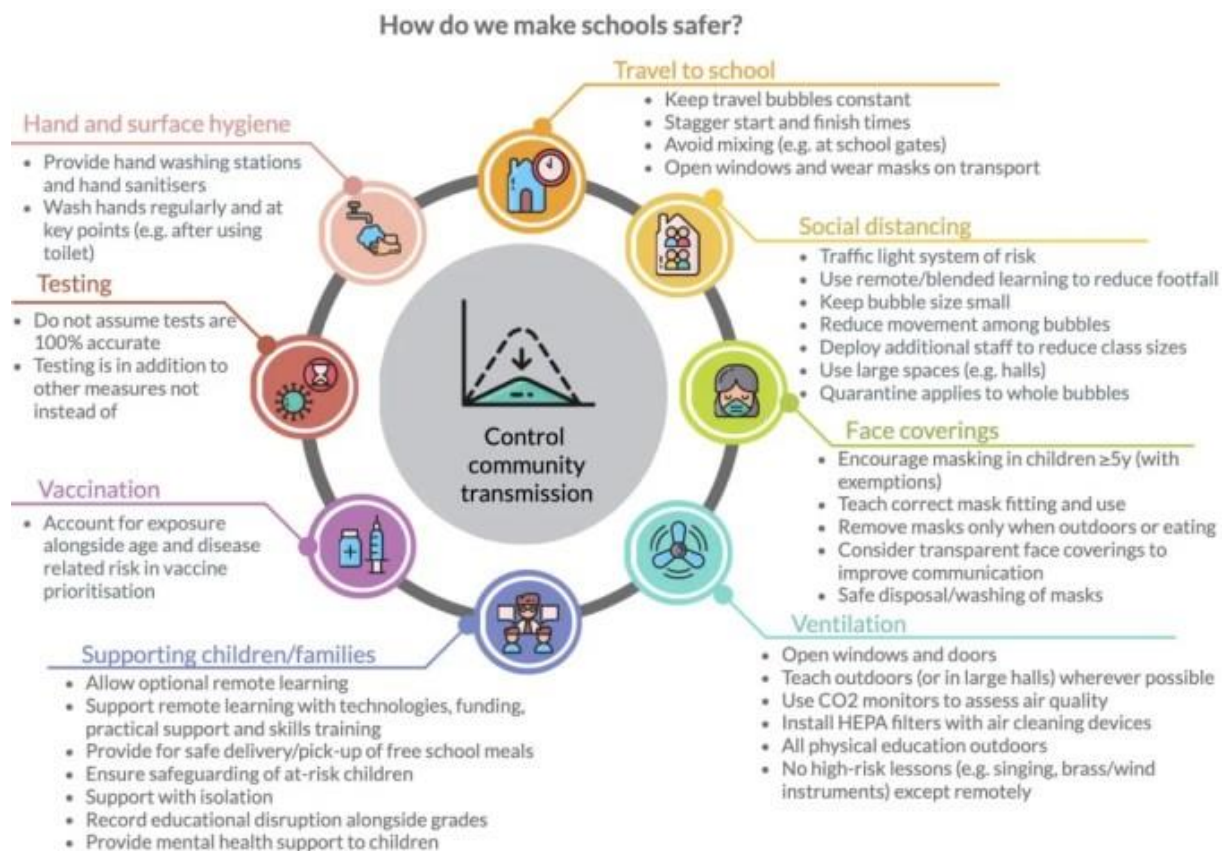 How do we make schools safer?
Travel to school
• Keep travel bubbles constant
• Stagger start and finish times
• Avoid mixing (e.g. at school gates)
• Open windows and wear masks on transport
Social distancing
• Traffic light system of risk
• Use remote/blended learning to reduce footfall
• Keep bubble size small
• Reduce movement among bubbles
• Deploy additional staff to reduce class sizes
• Use large spaces (e.g. halls)
• Quarantine applies to whole bubbles
Face coverings
• Encourage masking in children ≥5y (with
exemptions)
• Teach correct mask fitting and use
• Remove masks only when outdoors or eating
• Consider transparent face coverings to
improve communication
• Safe disposal/washing of masks
Ventilation
• Open windows and doors
• Teach outdoors (or in large halls) wherever possible
• Use CO2 monitors to assess air quality
• Install HEPA filters with air cleaning devices
• All physical education outdoors
• No high-risk lessons (e.g. singing, brass/wind
instruments) except remotely
Supporting children/families
• Allow optional remote learning
• Support remote learning with technologies, funding,
practical support and skills training
• Provide for safe delivery/pick-up of free school meals
• Ensure safeguarding of at-risk children
• Support with isolation
• Record educational disruption alongside grades
• Provide mental health support to children
Vaccination
• Account for exposure
alongside age and disease
related risk in vaccine
prioritisation
Testing
• Do not assume tests are
100% accurate
• Testing is in addition to
other measures not
instead of
Hand and surface hygiene
• Provide hand washing stations
and hand sanitisers
• Wash hands regularly and at
key points (e.g. after using
toilet)
Control
community
transmission